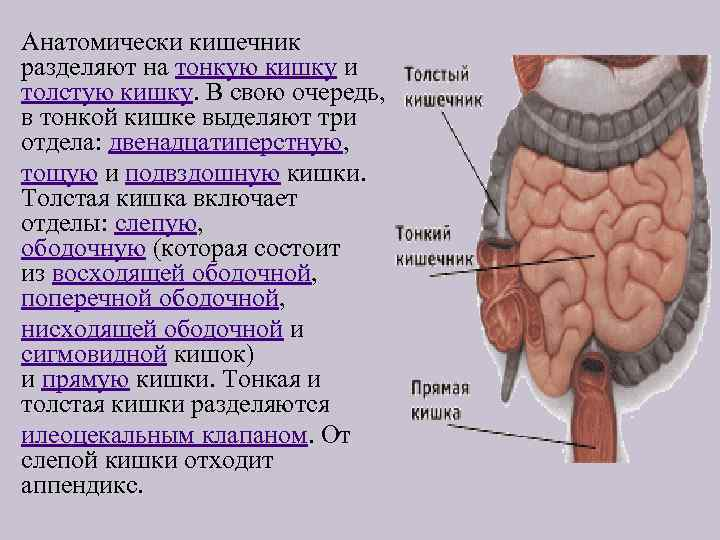 Анатомически кишечник
разделяют на тонкую кишку и
толстую кишку. В свою очередь,
в тонкой кишке выделяют три
отдела: двенадцатиперстную,
тощую и подвздошную кишки.
Толстая кишка включает
отделы: слепую,
ободочную (которая состоит
из восходящей ободочной,
поперечной ободочной,
нисходящей ободочной и
сигмовидной кишок)
и прямую кишки. Тонкая и
толстая кишки разделяются
илеоцекальным клапаном. От
слепой кишки отходит
аппендикс.
Толстый
кишечник
Тонкий
кишечник
Прямая
кишка